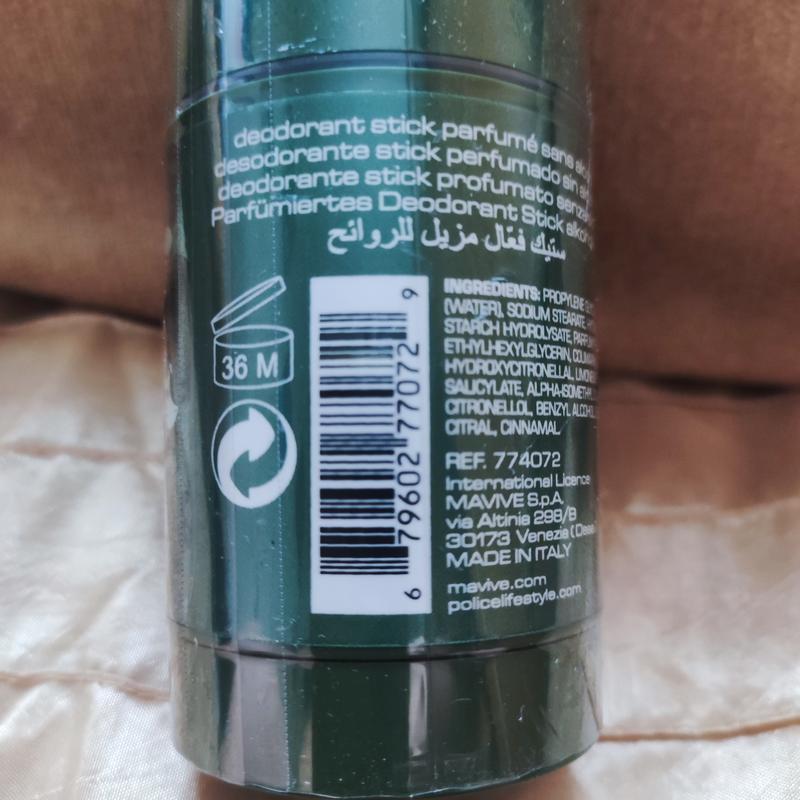 deodorant stick parfumé sans
desodorante stick perfumado sin
deodorante stick profumato
Parfümiertes Deodorant Stick
ستيك فعّال مزيل للروائح
36 M
6 79602 77072 9
INGREDIENTS: PROPYLENE
(WATER), SODIUM STEARATE,
STARCH HYDROLYSATE,
ETHYLHEXYLGLYCERIN,
HYDROXYCITRONELLAL,
SALICYLATE,
CITRONELLOL, BENZYL
CITRAL, CINNAMAL
REF. 774072
International Licence
MAVIVE S.p.A.
via Altinia 298/B
30173 Venezia
MADE IN ITALY
mavive.com
policelifestyle.com